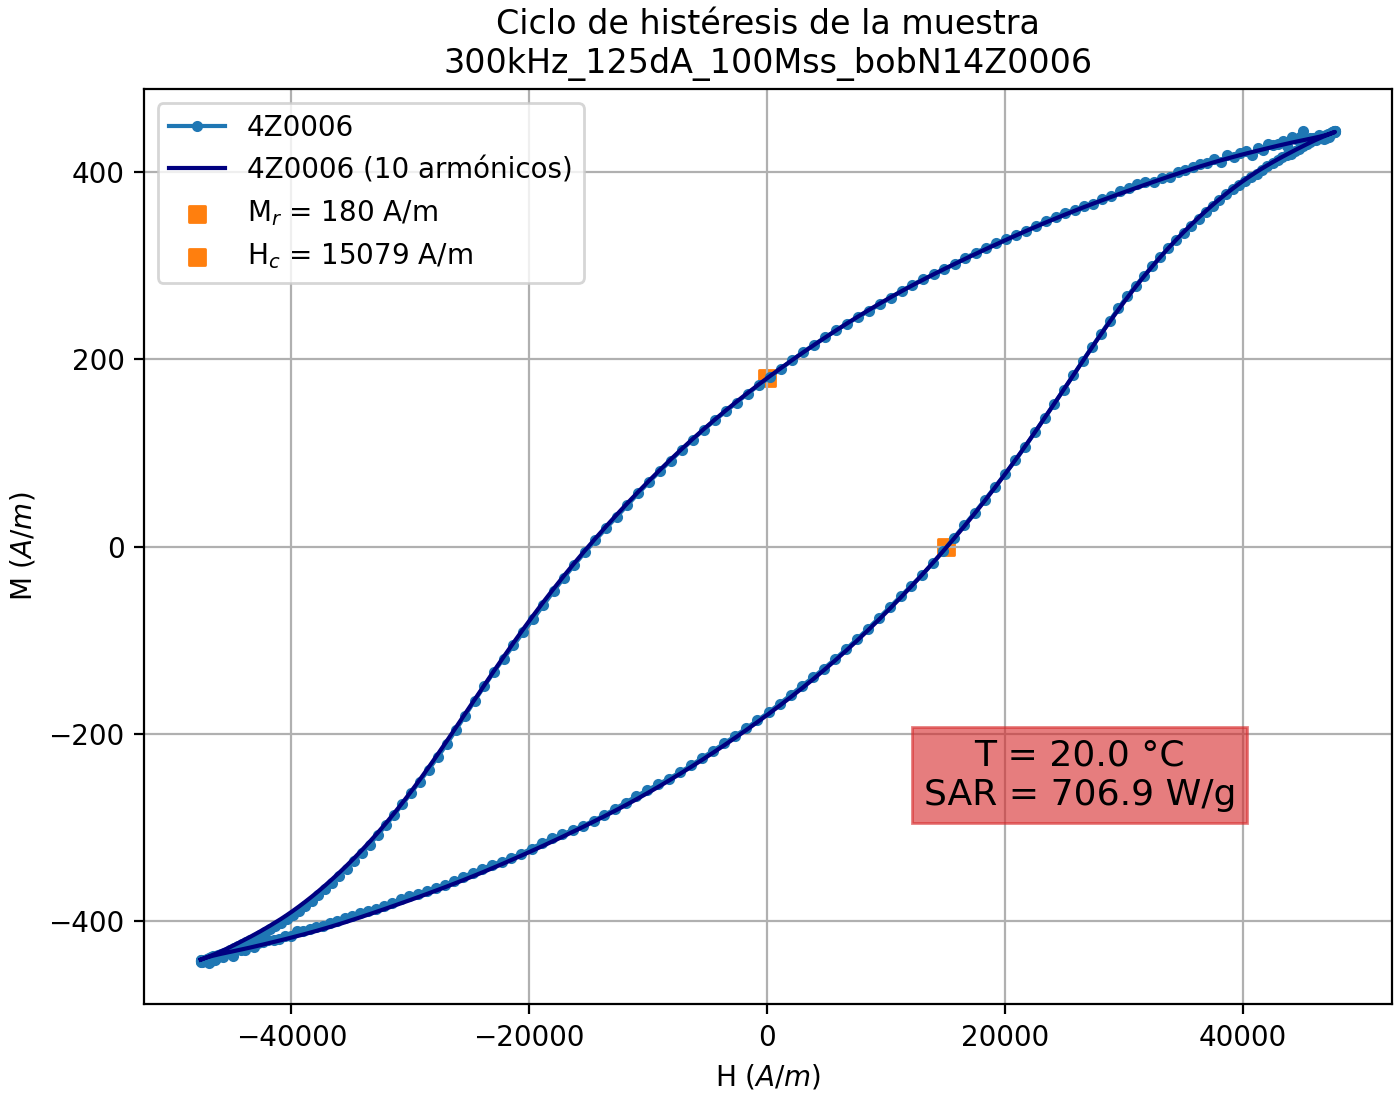 Ciclo de histéresis de la muestra
300kHz_125dA_100Mss_bobN14Z0006
4Z0006
4Z0006 (10 armónicos)
Mr = 180 A/m
Hc = 15079 A/m
400
200
0
−200
−400
M (A/m)
T = 20.0 °C
SAR = 706.9 W/g
−40000
−20000
0
20000
40000
H (A/m)